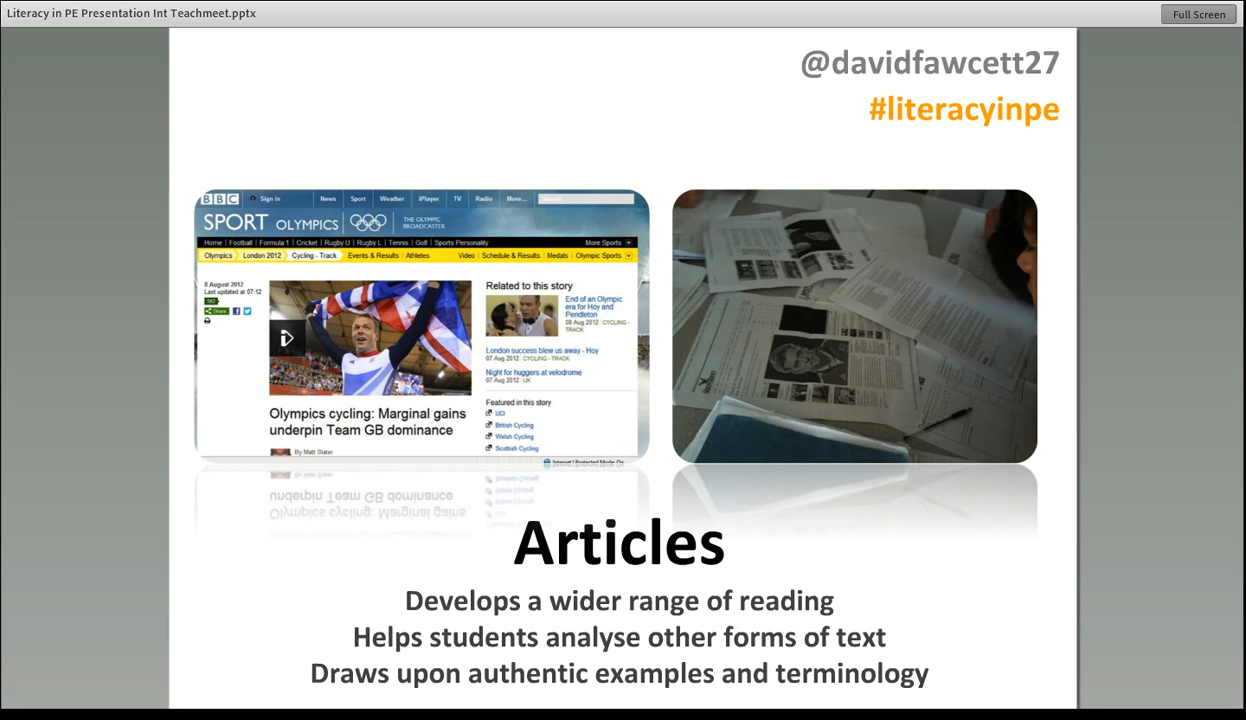 Literacy in PE Presentation Int Teachmeet.pptx
Full Screen
@davidfawcett27
#literacyinpe
BBC Sign in News Sport Weather iPlayer TV Radio More... Search
SPORT OLYMPICS THE OLYMPIC
BROADCASTER
Home Football Formula 1 Cricket Rugby U Rugby L Tennis Golf Sports Personality More Sports
Olympics London 2012 Cycling - Track Events & Results Athletes Video Schedule & Results Medals Olympic Sports
8 August 2012
Last updated at 07:12
Share
Olympics cycling: Marginal gains
underpin Team GB dominance
By Matt Slater
Related to this story
End of an Olympic
era for Hoy and
Pendleton
08 Aug 2012 CYCLING -
TRACK
London success blew us away - Hoy
07 Aug 2012 CYCLING - TRACK
Night for huggers at velodrome
07 Aug 2012 UK
Featured in this story
UCI
British Cycling
Welsh Cycling
Scottish Cycling
Internet | Protected Mode: On
Articles
Develops a wider range of reading
Helps students analyse other forms of text
Draws upon authentic examples and terminology